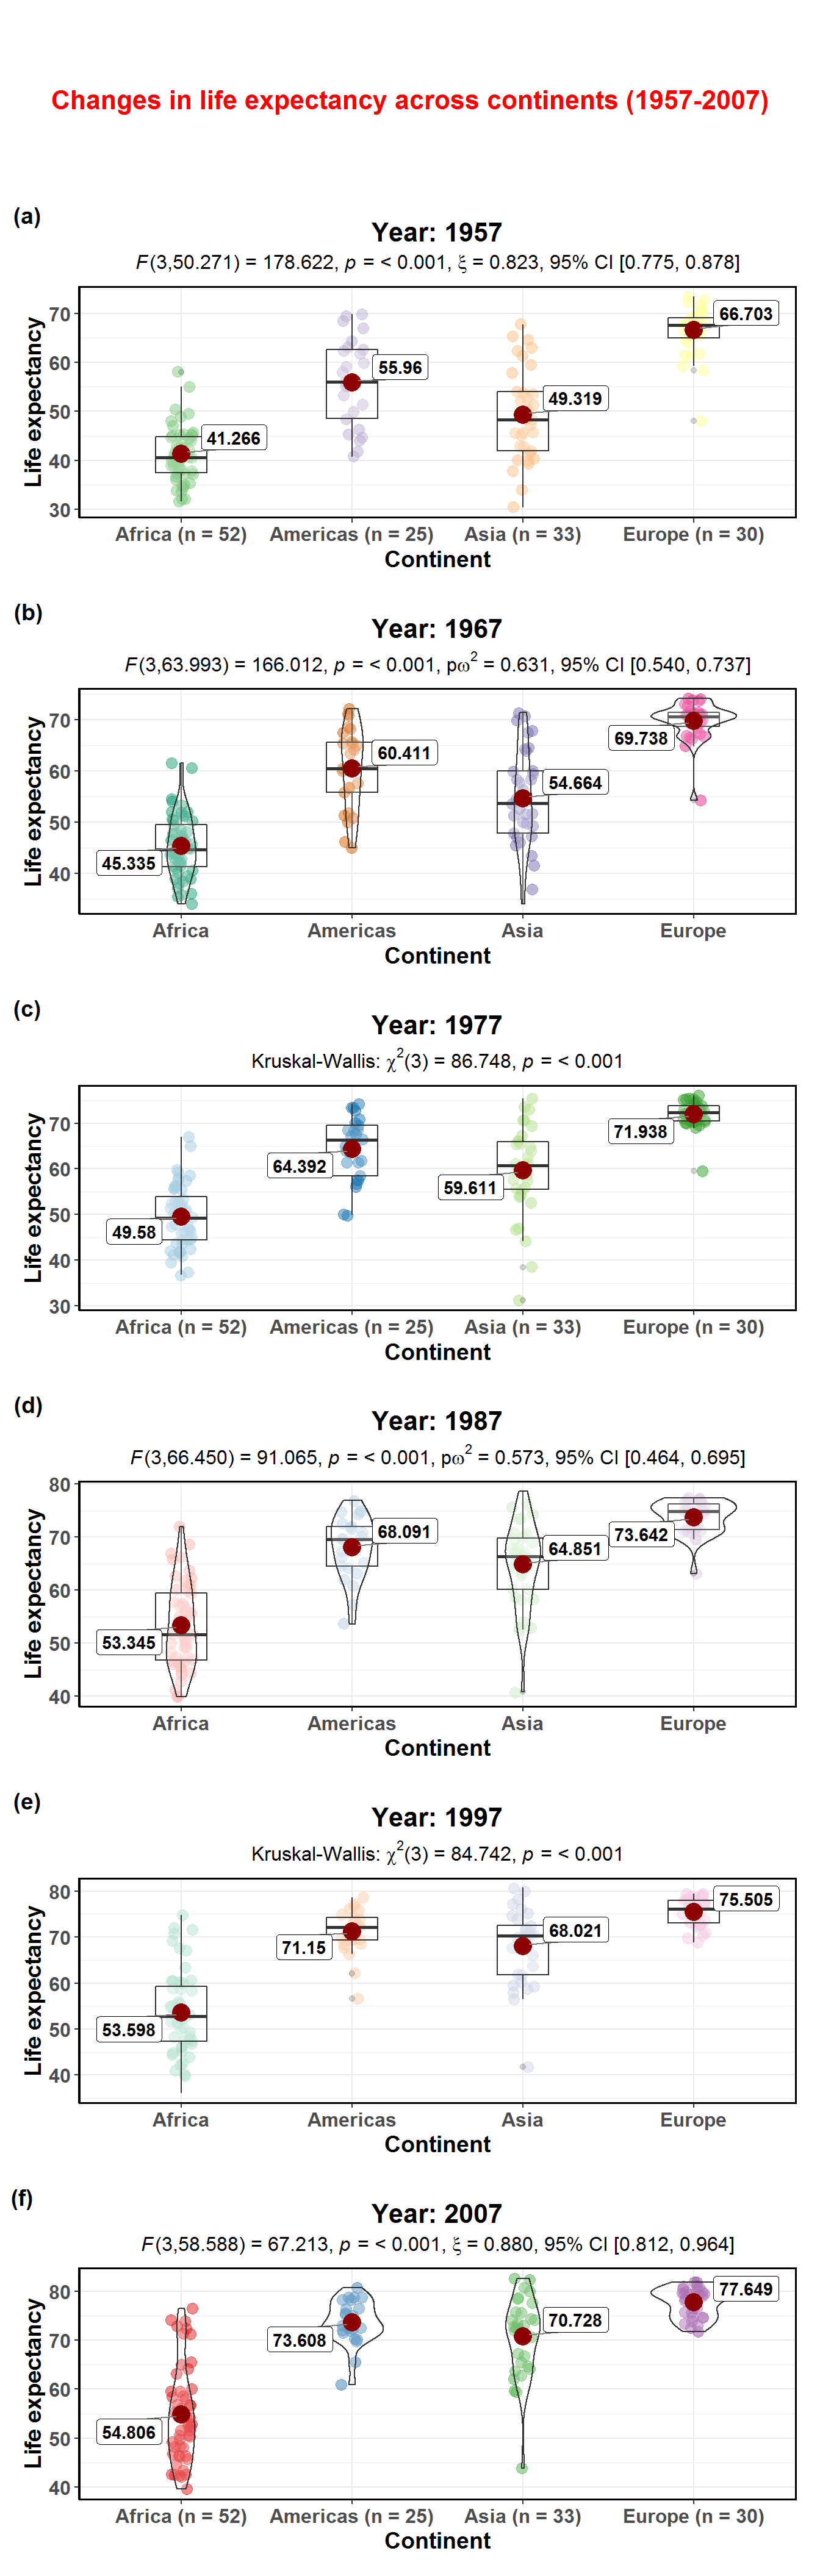 Changes in life expectancy across continents (1957-2007)
(a)
Year: 1957
F(3,50.271) = 178.622, p = < 0.001, ξ = 0.823, 95% CI [0.775, 0.878]
Life expectancy
70
60
50
40
30
66.703
55.96
49.319
41.266
Africa (n = 52) Americas (n = 25) Asia (n = 33) Europe (n = 30)
Continent
(b)
Year: 1967
F(3,63.993) = 166.012, p = < 0.001, pω² = 0.631, 95% CI [0.540, 0.737]
Life expectancy
70
60
50
40
69.738
60.411
54.664
45.335
Africa Americas Asia Europe
Continent
(c)
Year: 1977
Kruskal-Wallis: χ²(3) = 86.748, p = < 0.001
Life expectancy
70
60
50
40
30
71.938
64.392
59.611
49.58
Africa (n = 52) Americas (n = 25) Asia (n = 33) Europe (n = 30)
Continent
(d)
Year: 1987
F(3,66.450) = 91.065, p = < 0.001, pω² = 0.573, 95% CI [0.464, 0.695]
Life expectancy
80
70
60
50
40
68.091
73.642
64.851
53.345
Africa Americas Asia Europe
Continent
(e)
Year: 1997
Kruskal-Wallis: χ²(3) = 84.742, p = < 0.001
Life expectancy
80
70
60
50
40
75.505
68.021
71.15
53.598
Africa Americas Asia Europe
Continent
(f)
Year: 2007
F(3,58.588) = 67.213, p = < 0.001, ξ = 0.880, 95% CI [0.812, 0.964]
Life expectancy
80
70
60
50
40
77.649
70.728
73.608
54.806
Africa (n = 52) Americas (n = 25) Asia (n = 33) Europe (n = 30)
Continent